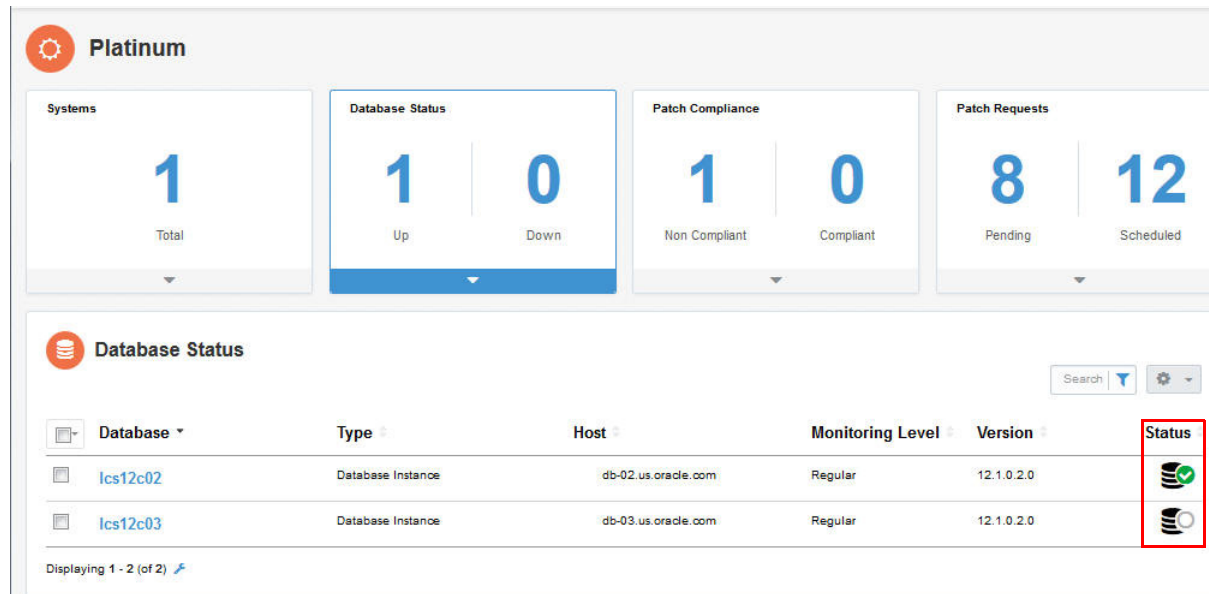 Platinum
Systems Database Status Patch Compliance Patch Requests
1 1 0 1 0 8 12
Total Up Down Non Compliant Compliant Pending Scheduled
Database Status
Search
Database Type Host Monitoring Level Version Status
lcs12c02 Database Instance db-02.us.oracle.com Regular 12.1.0.2.0
lcs12c03 Database Instance db-03.us.oracle.com Regular 12.1.0.2.0
Displaying 1 - 2 (of 2)